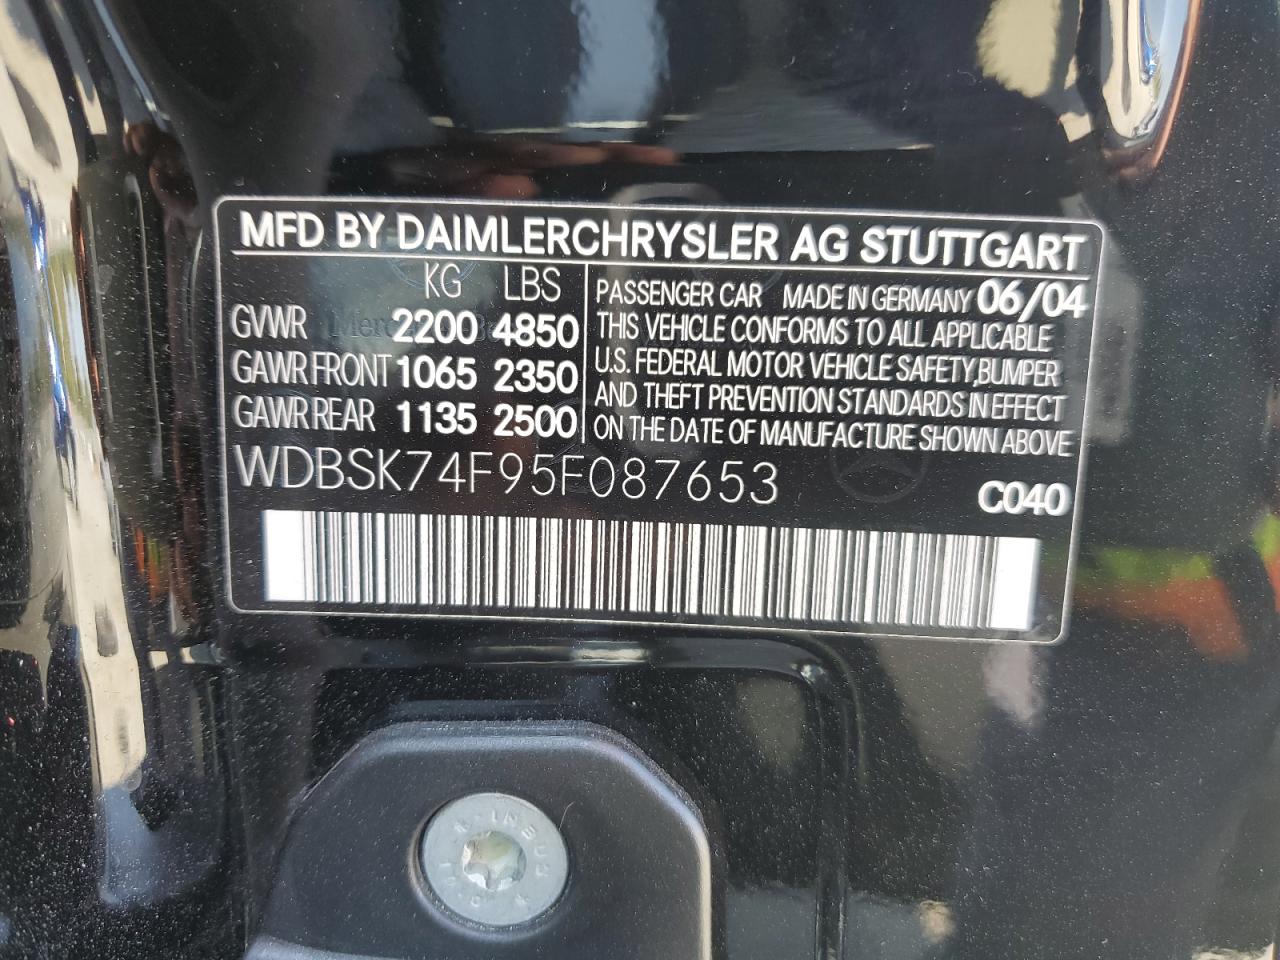 MFD BY DAIMLERCHRYSLER AG STUTTGART
KG LBS
GVWR 2200 4850
GAWR FRONT 1065 2350
GAWR REAR 1135 2500
PASSENGER CAR MADE IN GERMANY 06/04
THIS VEHICLE CONFORMS TO ALL APPLICABLE
U.S. FEDERAL MOTOR VEHICLE SAFETY,BUMPER
AND THEFT PREVENTION STANDARDS IN EFFECT
ON THE DATE OF MANUFACTURE SHOWN ABOVE
WDBSK74F95F087653
C040